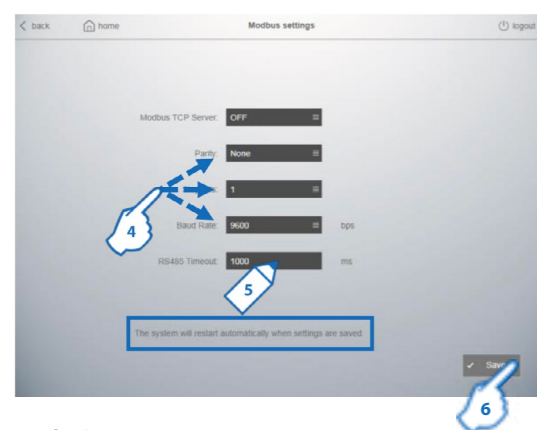 back home Modbus settings logout
Modbus TCP Server: OFF
Parity: None
1
4
Baud Rate: 9600 bps
RS485 Timeout: 1000 ms
5
The system will restart automatically when settings are saved
Save
6